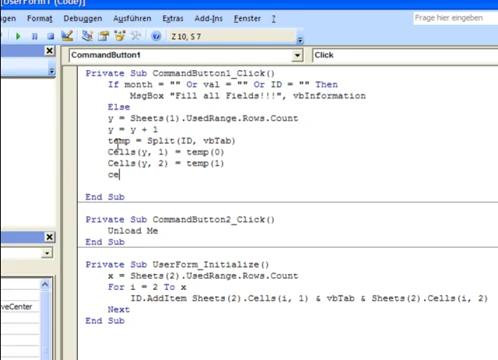 [UserForm1 (Code)]
Format Debuggen Ausführen Extras Add-Ins Fenster ?
Frage hier eingeben
Z 10, S 7
CommandButton1 Click
Private Sub CommandButton1_Click()
If month = "" Or val = "" Or ID = "" Then
MsgBox "Fill all Fields!!!", vbInformation
Else
y = Sheets(1).UsedRange.Rows.Count
y = y + 1
temp = Split(ID, vbTab)
Cells(y, 1) = temp(0)
Cells(y, 2) = temp(1)
ce
End Sub
Private Sub CommandButton2_Click()
Unload Me
End Sub
Private Sub UserForm_Initialize()
x = Sheets(2).UsedRange.Rows.Count
For i = 2 To x
ID.AddItem Sheets(2).Cells(i, 1) & vbTab & Sheets(2).Cells(i, 2)
Next
End Sub
veCenter